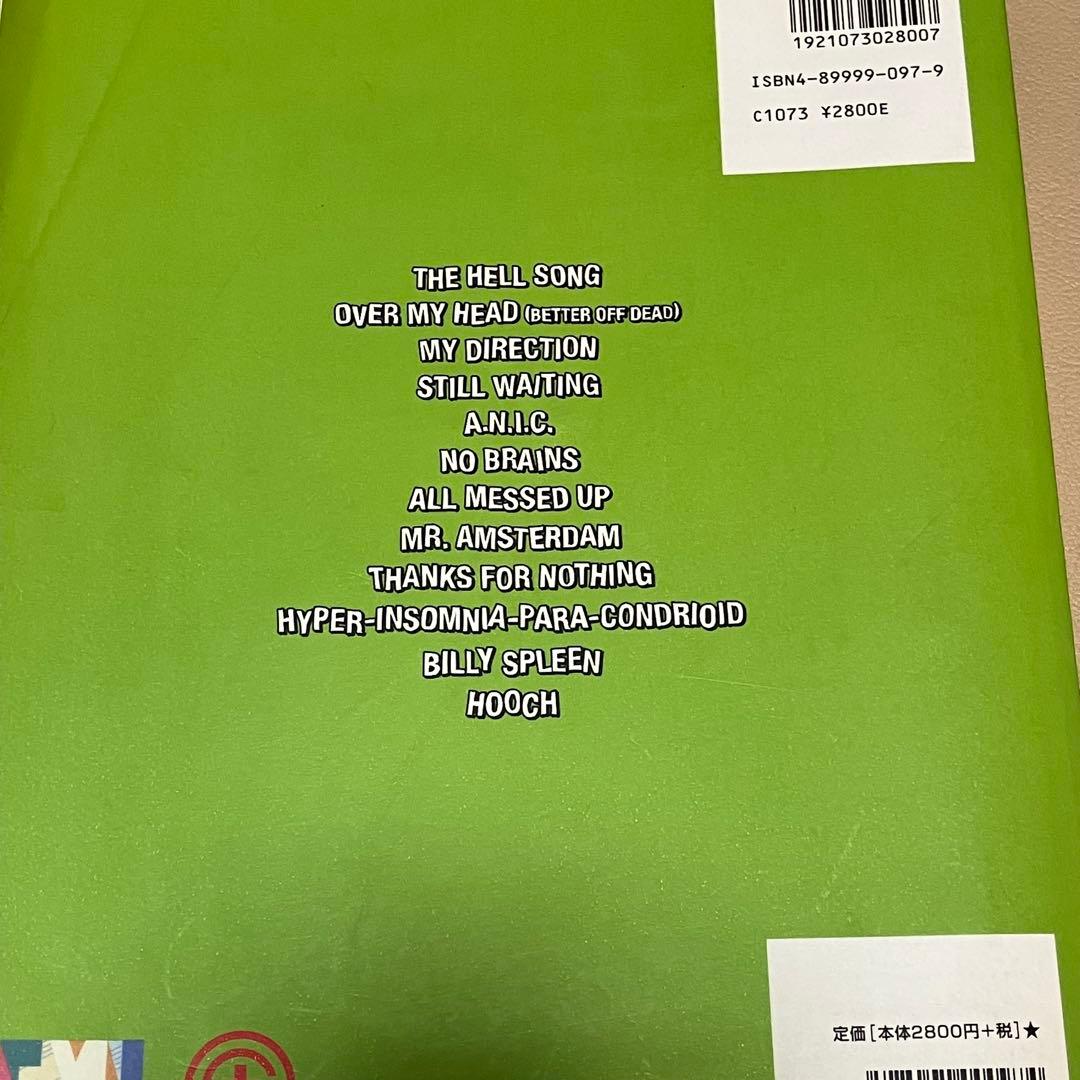 1921073028007
ISBN4-89999-097-9
C1073 ¥2800E
THE HELL SONG
OVER MY HEAD (BETTER OFF DEAD)
MY DIRECTION
STILL WAITING
A.N.I.C.
NO BRAINS
ALL MESSED UP
MR. AMSTERDAM
THANKS FOR NOTHING
HYPER-INSOMNIA-PARA-CONDRIOID
BILLY SPLEEN
HOOCH
定価[本体2800円+税]★